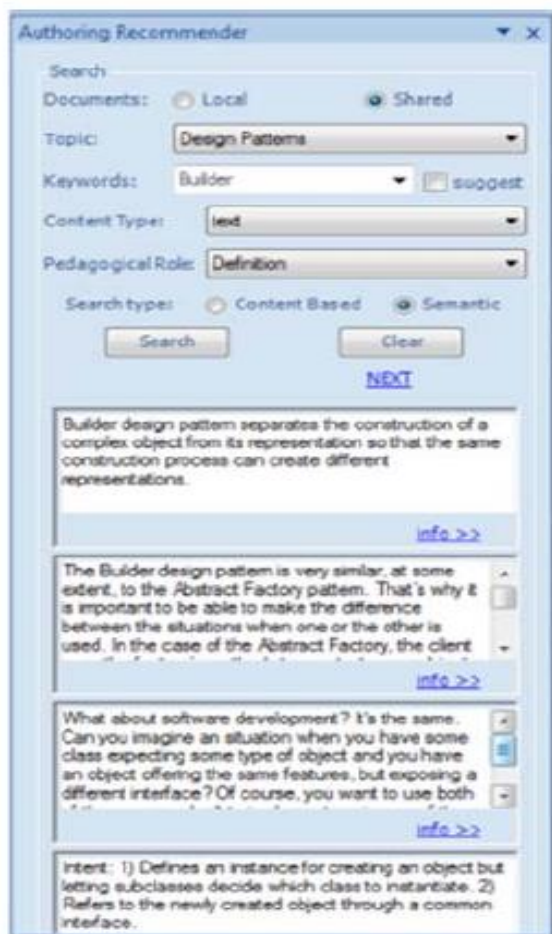 Authoring Recommender
Search
Documents: Local Shared
Topic: Design Patterns
Keywords: Builder suggest
Content Type: text
Pedagogical Role: Definition
Search type: Content Based Semantic
Search Clear
NEXT
Builder design pattern separates the construction of a
complex object from its representation so that the same
construction process can create different
representations.
info >>
The Builder design pattern is very similar, at some
extent, to the Abstract Factory pattern. That's why it
is important to be able to make the difference
between the situations when one or the other is
used. In the case of the Abstract Factory, the client
info >>
What about software development? It's the same.
Can you imagine an situation when you have some
class expecting some type of object and you have
an object offering the same features, but exposing a
different interface? Of course, you want to use both
info >>
Intent: 1) Defines an instance for creating an object but
letting subclasses decide which class to instantiate. 2)
Refers to the newly created object through a common
interface.